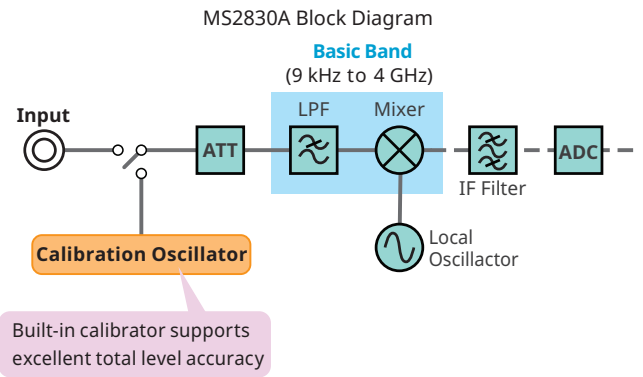 MS2830A Block Diagram
Basic Band
(9 kHz to 4 GHz)
Input
LPF
Mixer
ATT
ADC
IF Filter
Calibration Oscillator
Local
Oscillactor
Built-in calibrator supports
excellent total level accuracy